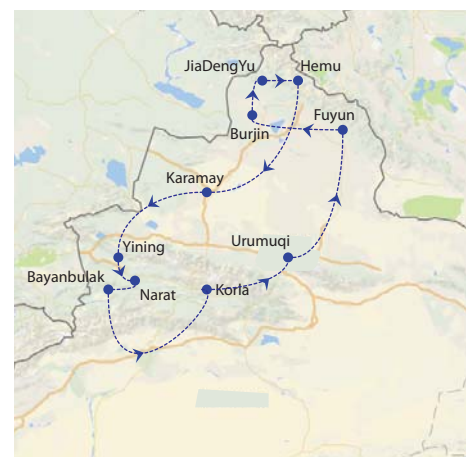 JiaDengYu
Hemu
Fuyun
Burjin
Karamay
Yining
Urumuqi
Bayanbulak
Narat
Korla